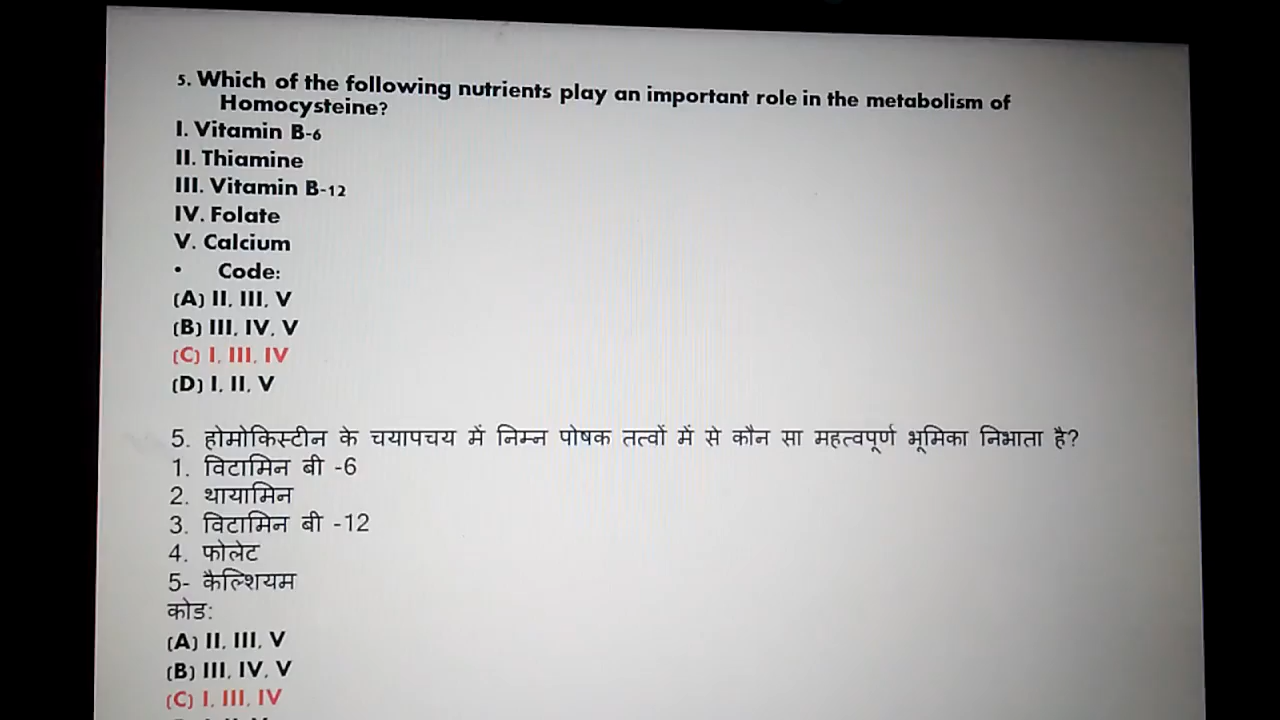 5. Which of the following nutrients play an important role in the metabolism of
Homocysteine?
I. Vitamin B-6
II. Thiamine
III. Vitamin B-12
IV. Folate
V. Calcium
• Code:
(A) II, III, V
(B) III, IV, V
(C) I, III, IV
(D) I, II, V
5. होमोकिस्टीन के चयापचय में निम्न पोषक तत्वों में से कौन सा महत्वपूर्ण भूमिका निभाता है?
1. विटामिन बी -6
2. थायामिन
3. विटामिन बी -12
4. फोलेट
5- कैल्शियम
कोड:
(A) II, III, V
(B) III, IV, V
(C) I, III, IV